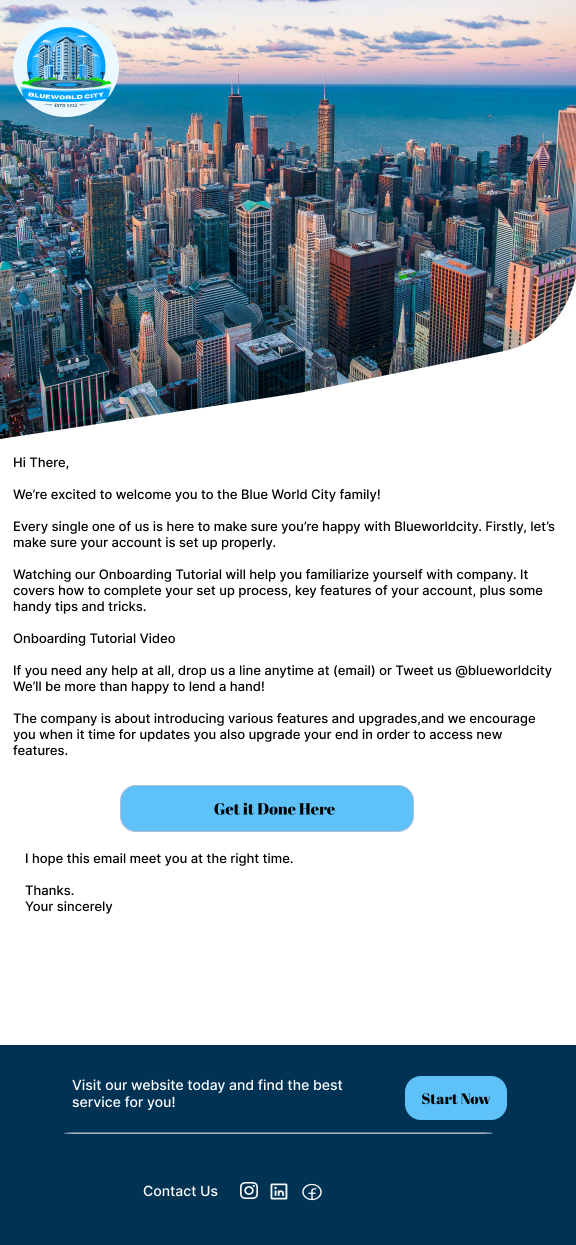 BLUEWORLD CITY
Hi There,
We’re excited to welcome you to the Blue World City family!
Every single one of us is here to make sure you’re happy with Blueworldcity. Firstly, let’s
make sure your account is set up properly.
Watching our Onboarding Tutorial will help you familiarize yourself with company. It
covers how to complete your set up process, key features of your account, plus some
handy tips and tricks.
Onboarding Tutorial Video
If you need any help at all, drop us a line anytime at (email) or Tweet us @blueworldcity
We’ll be more than happy to lend a hand!
The company is about introducing various features and upgrades,and we encourage
you when it time for updates you also upgrade your end in order to access new
features.
Get it Done Here
I hope this email meet you at the right time.
Thanks.
Your sincerely
Visit our website today and find the best
service for you!
Start Now
Contact Us